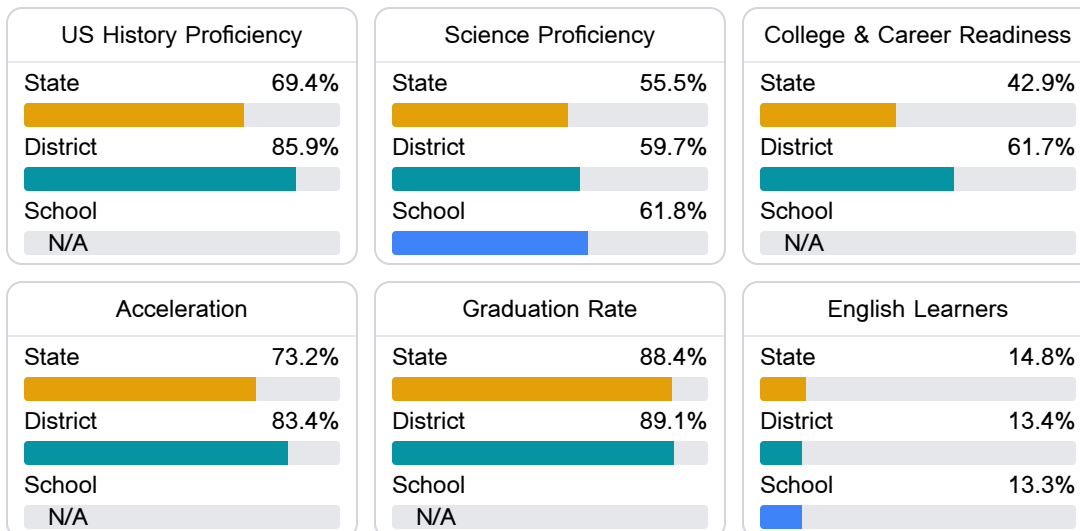 US History Proficiency
State 69.4%
District 85.9%
School
N/A
Science Proficiency
State 55.5%
District 59.7%
School 61.8%
College & Career Readiness
State 42.9%
District 61.7%
School
N/A
Acceleration
State 73.2%
District 83.4%
School
N/A
Graduation Rate
State 88.4%
District 89.1%
School
N/A
English Learners
State 14.8%
District 13.4%
School 13.3%